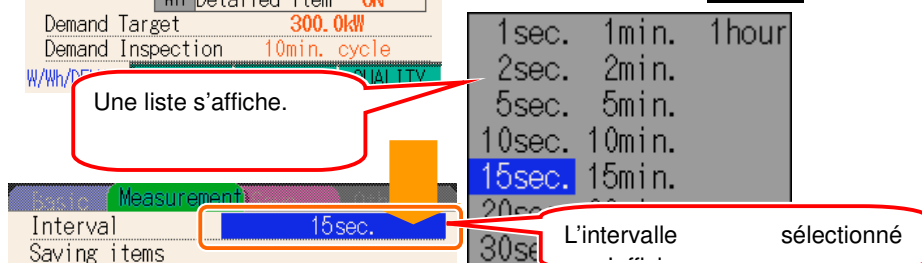 All Detailed item ON
Demand Target 300.0kW
Demand Inspection 10min. cycle
W/Wh/DEM QUALITY
Une liste s’affiche.
1sec. 1min. 1hour
2sec. 2min.
5sec. 5min.
10sec. 10min.
15sec. 15min.
Basic Measurement
Interval 15sec.
Saving items
L’intervalle sélectionné